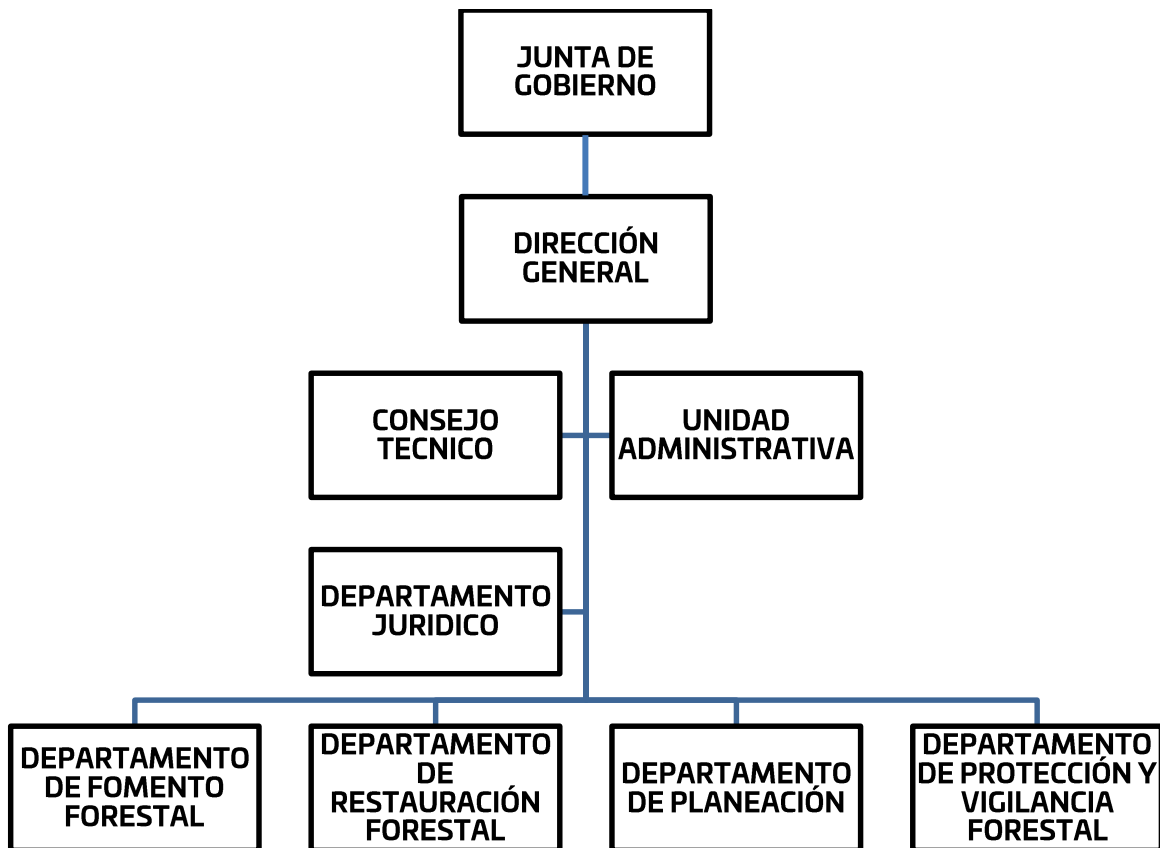 JUNTA DE
GOBIERNO
DIRECCIÓN
GENERAL
CONSEJO
TECNICO
UNIDAD
ADMINISTRATIVA
DEPARTAMENTO
JURIDICO
DEPARTAMENTO
DE FOMENTO
FORESTAL
DEPARTAMENTO
DE
RESTAURACIÓN
FORESTAL
DEPARTAMENTO
DE PLANEACIÓN
DEPARTAMENTO
DE PROTECCIÓN Y
VIGILANCIA
FORESTAL